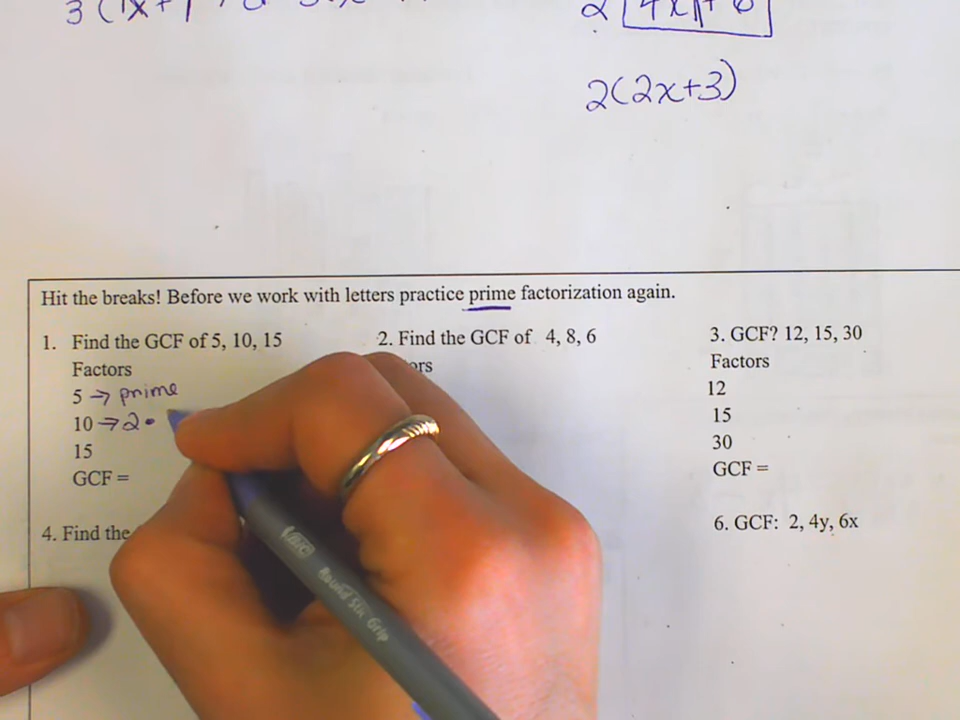 2(2x+3)
Hit the breaks! Before we work with letters practice prime factorization again.
1. Find the GCF of 5, 10, 15
Factors
5 → prime
10 → 2 •
15
GCF =
2. Find the GCF of 4, 8, 6
ors
3. GCF? 12, 15, 30
Factors
12
15
30
GCF =
4. Find the
6. GCF: 2, 4y, 6x
BIC
Round Stic Grip